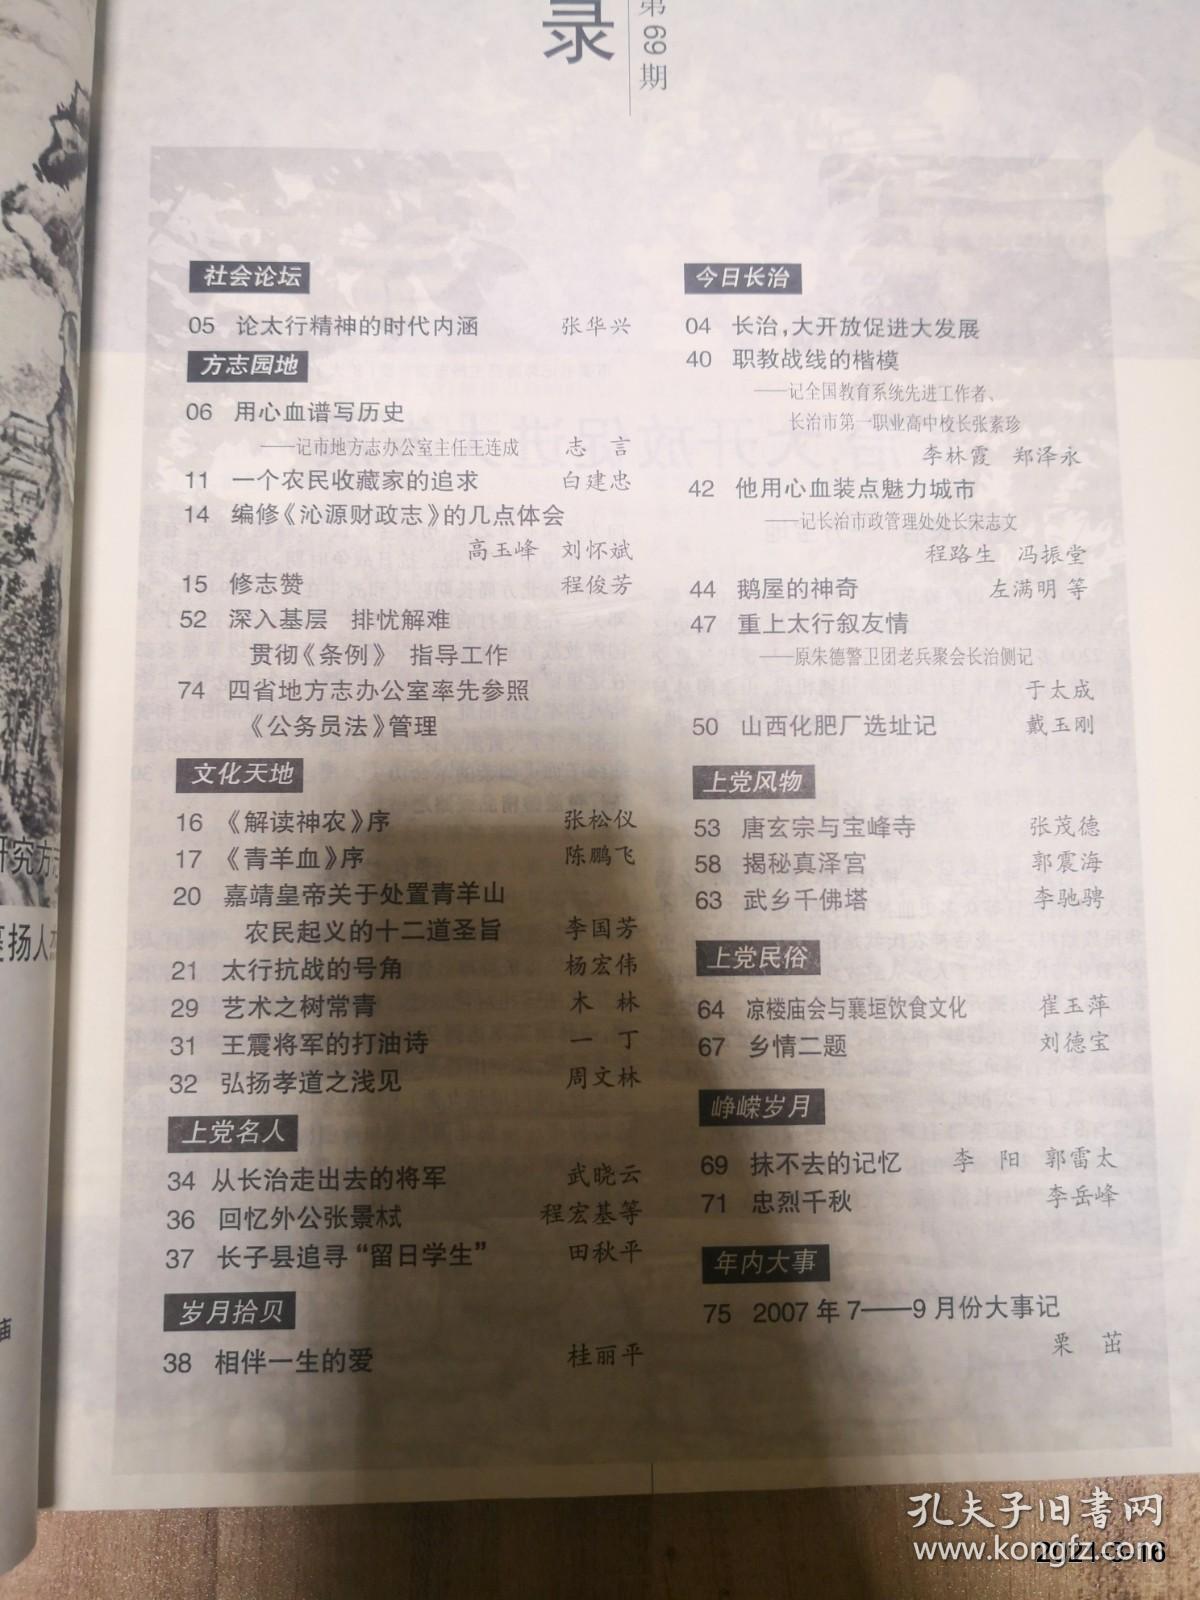 录
第69期
社会论坛
05 论太行精神的时代内涵 张华兴
方志园地
06 用心血谱写历史
——记市地方志办公室主任王连成 志 言
11 一个农民收藏家的追求 白建忠
14 编修《沁源财政志》的几点体会
高玉峰 刘怀斌
15 修志赞 程俊芳
52 深入基层 排忧解难
贯彻《条例》 指导工作
74 四省地方志办公室率先参照
《公务员法》管理
文化天地
16 《解读神农》序 张松仪
17 《青羊血》序 陈鹏飞
20 嘉靖皇帝关于处置青羊山
农民起义的十二道圣旨 李国芳
21 太行抗战的号角 杨宏伟
29 艺术之树常青 木 林
31 王震将军的打油诗 一 丁
32 弘扬孝道之浅见 周文林
上党名人
34 从长治走出去的将军 武晓云
36 回忆外公张景栻 程宏基等
37 长子县追寻“留日学生” 田秋平
岁月拾贝
38 相伴一生的爱 桂丽平
今日长治
04 长治，大开放促进大发展
40 职教战线的楷模
——记全国教育系统先进工作者、
长治市第一职业高中校长张素珍
李林霞 郑泽永
42 他用心血装点魅力城市
——记长治市政管理处处长宋志文
程路生 冯振堂
44 鹅屋的神奇 左满明 等
47 重上太行叙友情
——原朱德警卫团老兵聚会长治侧记
于太成
50 山西化肥厂选址记 戴玉刚
上党风物
53 唐玄宗与宝峰寺 张茂德
58 揭秘真泽宫 郭震海
63 武乡千佛塔 李驰骋
上党民俗
64 凉楼庙会与襄垣饮食文化 崔玉萍
67 乡情二题 刘德宝
峥嵘岁月
69 抹不去的记忆 李 阳 郭雷太
71 忠烈千秋 李岳峰
年内大事
75 2007年7——9月份大事记
栗 茁
研究方志
扬人
孔夫子旧书网
www.kongfz.com
2024-3-16